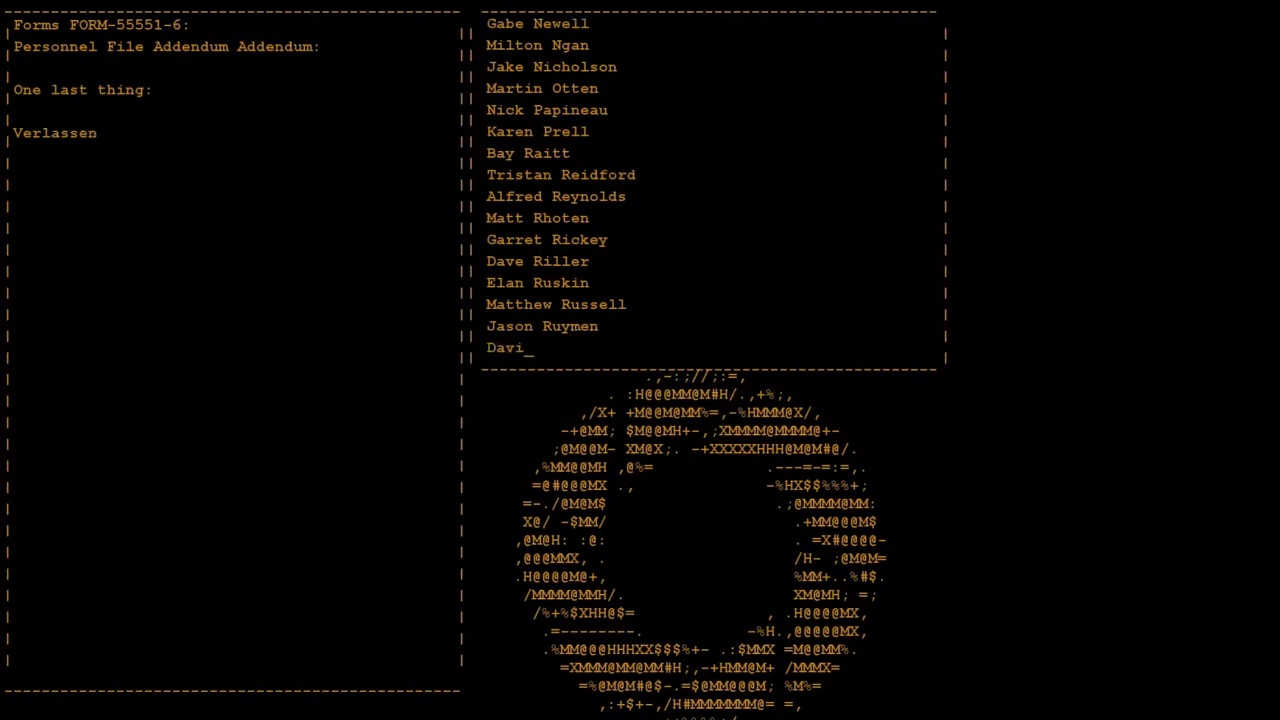 Forms FORM-55551-6:
Personnel File Addendum Addendum:
One last thing:
Verlassen
Gabe Newell
Milton Ngan
Jake Nicholson
Martin Otten
Nick Papineau
Karen Prell
Bay Raitt
Tristan Reidford
Alfred Reynolds
Matt Rhoten
Garret Rickey
Dave Riller
Elan Ruskin
Matthew Russell
Jason Ruymen
Davi_